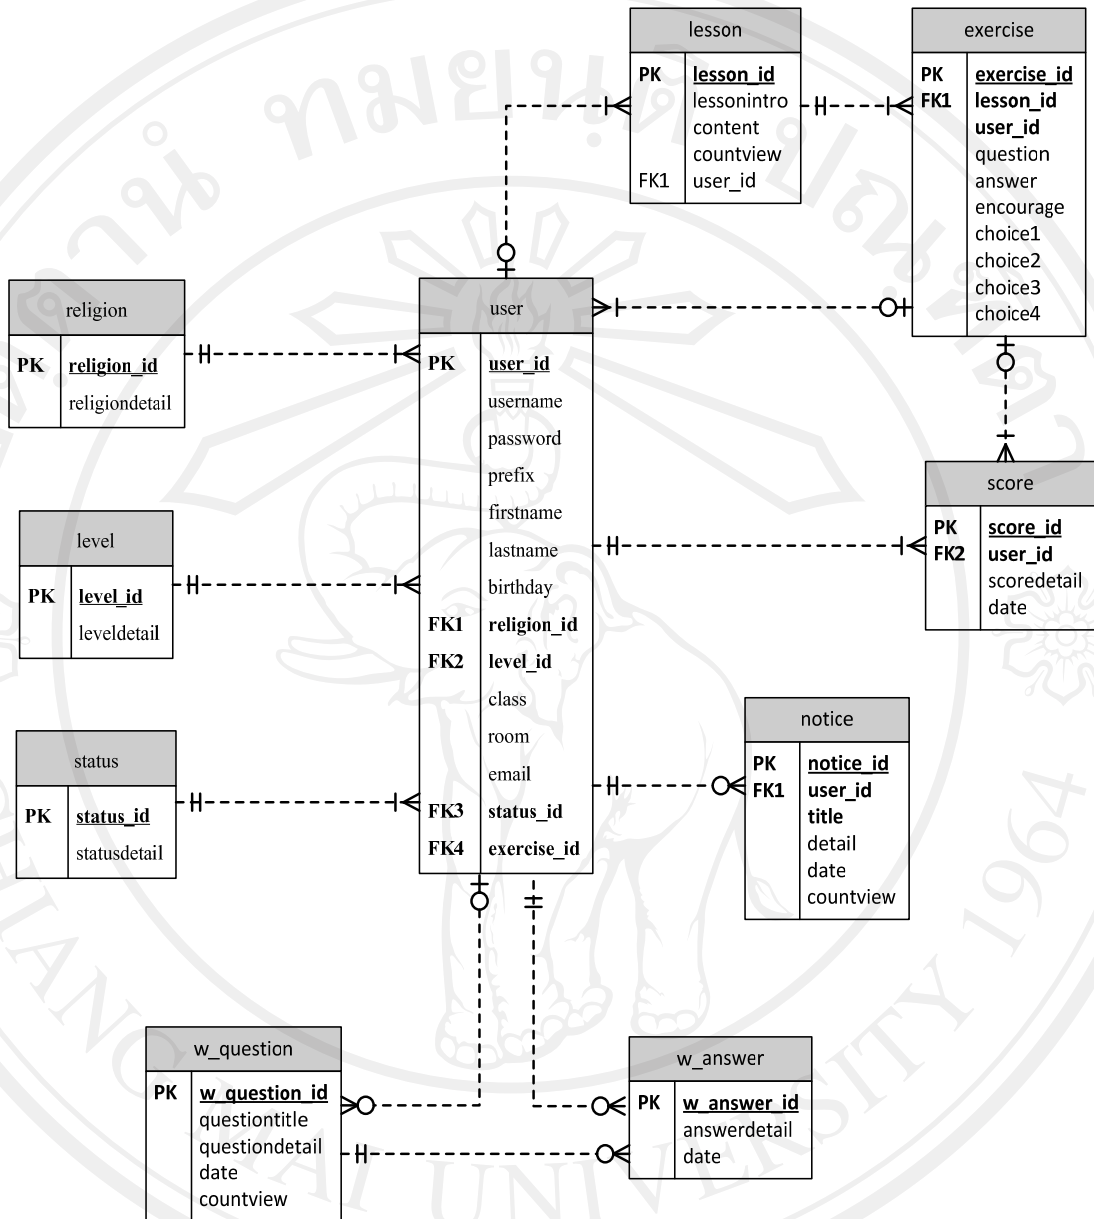 lesson
PK lesson_id
lessonintro
content
countview
FK1 user_id
exercise
PK exercise_id
FK1 lesson_id
user_id
question
answer
encourage
choice1
choice2
choice3
choice4
religion
PK religion_id
religiondetail
user
PK user_id
username
password
prefix
firstname
lastname
birthday
FK1 religion_id
FK2 level_id
class
room
email
FK3 status_id
FK4 exercise_id
level
PK level_id
leveldetail
score
PK score_id
FK2 user_id
scoredetail
date
status
PK status_id
statusdetail
notice
PK notice_id
FK1 user_id
title
detail
date
countview
w_question
PK w_question_id
questiontitle
questiondetail
date
countview
w_answer
PK w_answer_id
answerdetail
date
MAI UNIVERSITY 1964